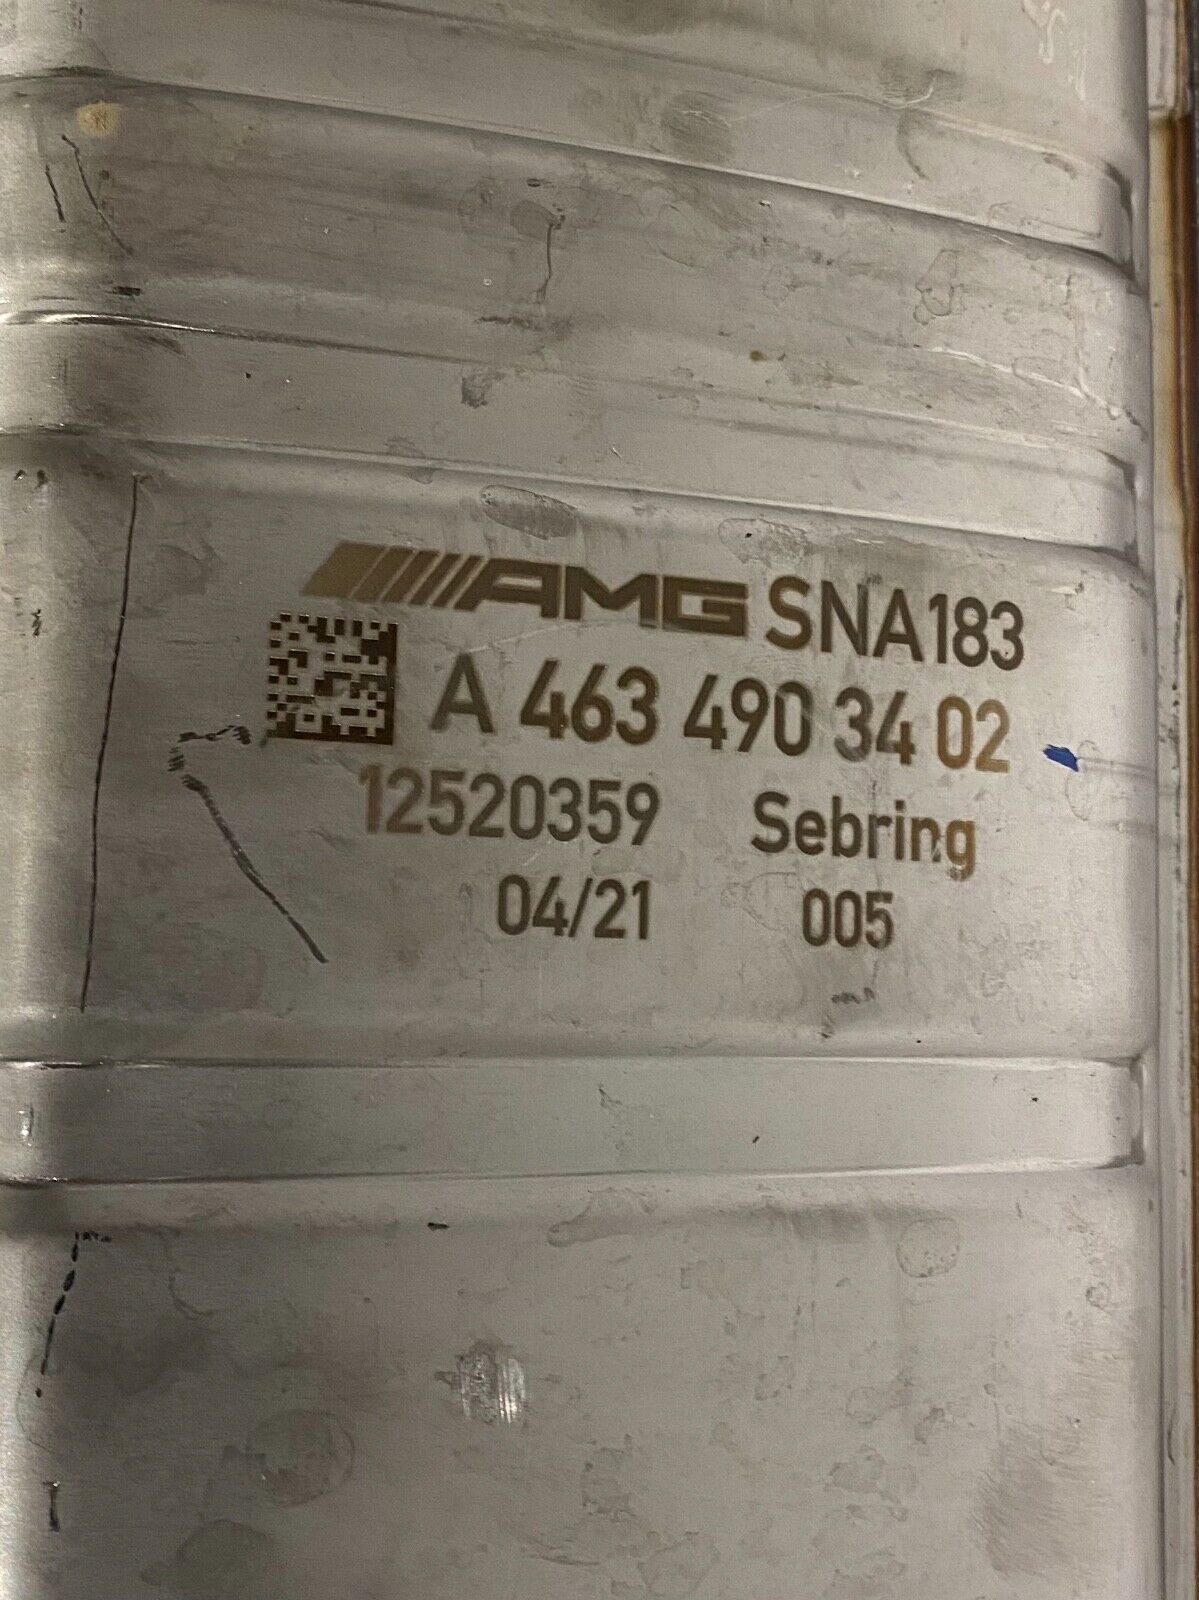 AMG SNA183
A 463 490 34 02
12520359 Sebring
04/21 005